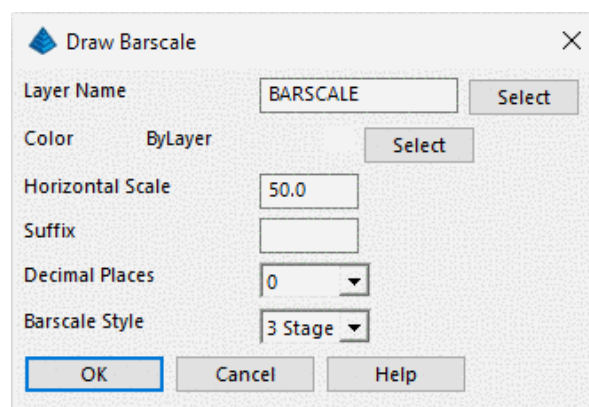 Draw Barscale
Layer Name BARSCALE Select
Color ByLayer Select
Horizontal Scale 50.0
Suffix
Decimal Places 0
Barscale Style 3 Stage
OK Cancel Help